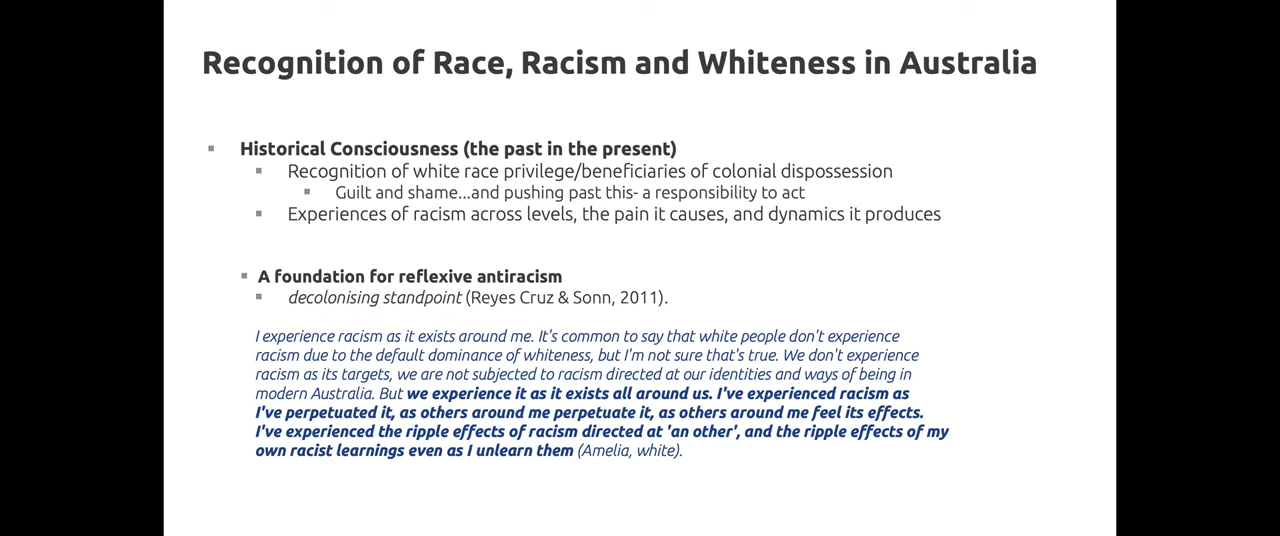 Recognition of Race, Racism and Whiteness in Australia
Historical Consciousness (the past in the present)
Recognition of white race privilege/beneficiaries of colonial dispossession
Guilt and shame...and pushing past this- a responsibility to act
Experiences of racism across levels, the pain it causes, and dynamics it produces
A foundation for reflexive antiracism
decolonising standpoint (Reyes Cruz & Sonn, 2011).
I experience racism as it exists around me. It's common to say that white people don't experience
racism due to the default dominance of whiteness, but I'm not sure that's true. We don't experience
racism as its targets, we are not subjected to racism directed at our identities and ways of being in
modern Australia. But we experience it as it exists all around us. I've experienced racism as
I've perpetuated it, as others around me perpetuate it, as others around me feel its effects.
I've experienced the ripple effects of racism directed at 'an other', and the ripple effects of my
own racist learnings even as I unlearn them (Amelia, white).